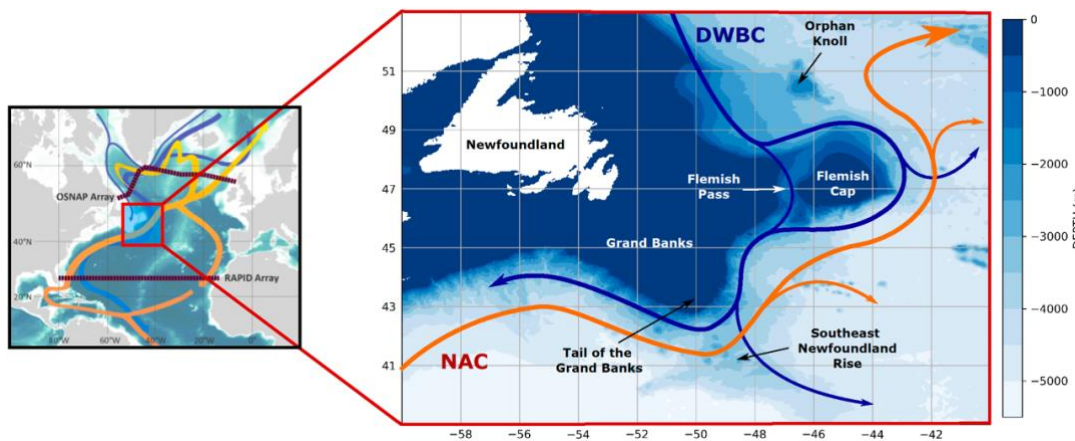 60°N
40°N
20°N
OSNAP Array
RAPID Array
80°W
60°W
40°W
20°W
51
49
47
45
43
41
DWBC
Orphan
Knoll
Newfoundland
Flemish
Pass
Flemish
Cap
Grand Banks
Tail of the
Grand Banks
Southeast
Newfoundland
Rise
NAC
−58
−56
−54
−52
−50
−48
−46
−44
−42
0
−1000
−2000
−3000
−4000
−5000